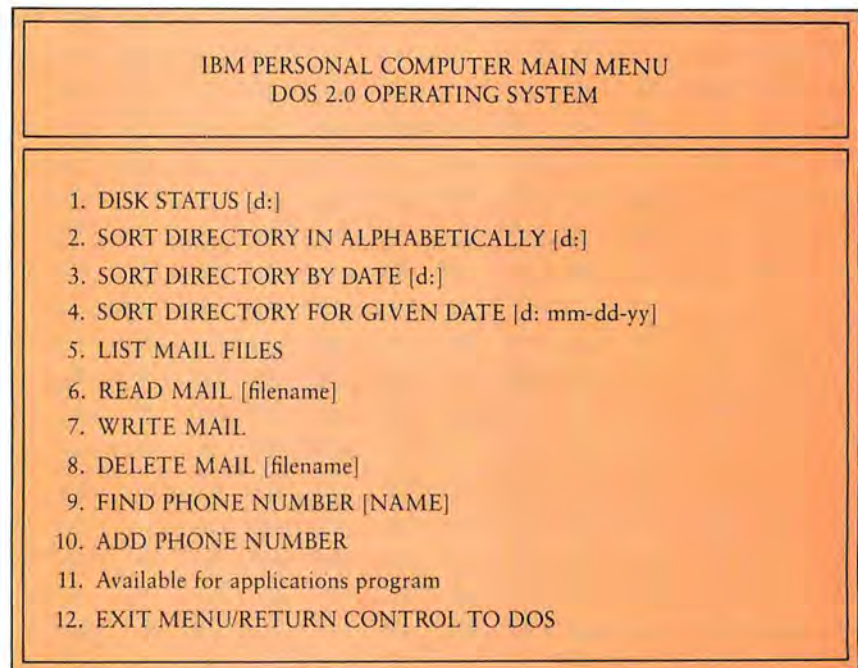 IBM PERSONAL COMPUTER MAIN MENU
DOS 2.0 OPERATING SYSTEM
1. DISK STATUS [d:]
2. SORT DIRECTORY IN ALPHABETICALLY [d:]
3. SORT DIRECTORY BY DATE [d:]
4. SORT DIRECTORY FOR GIVEN DATE [d: mm-dd-yy]
5. LIST MAIL FILES
6. READ MAIL [filename]
7. WRITE MAIL
8. DELETE MAIL [filename]
9. FIND PHONE NUMBER [NAME]
10. ADD PHONE NUMBER
11. Available for applications program
12. EXIT MENU/RETURN CONTROL TO DOS